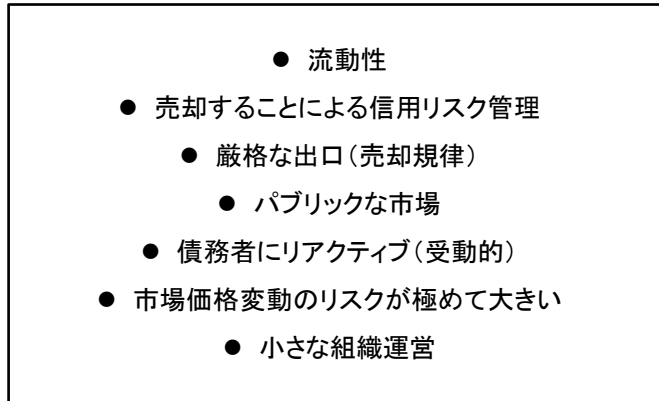 ● 流動性
● 売却することによる信用リスク管理
● 厳格な出口（売却規律）
● パブリックな市場
● 債務者にリアクティブ（受動的）
● 市場価格変動のリスクが極めて大きい
● 小さな組織運営